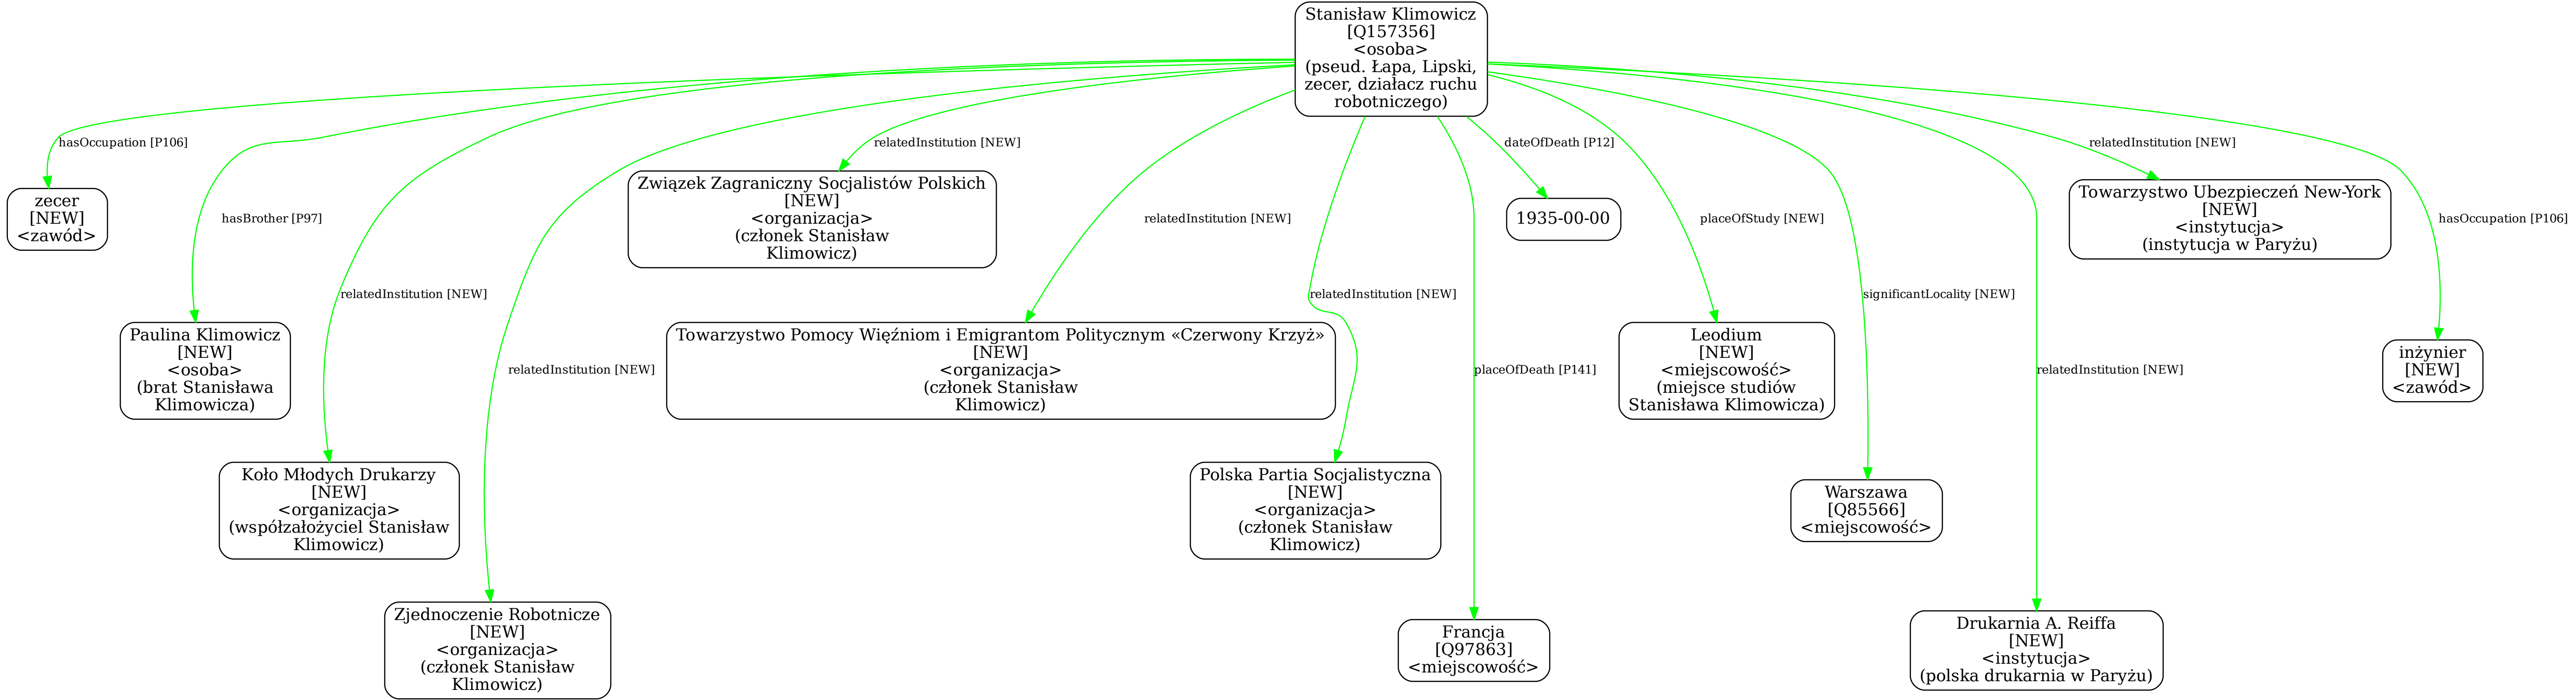 Stanisław Klimowicz
[Q157356]
<osoba>
(pseud. Łapa, Lipski,
zecer, działacz ruchu
robotniczego)
hasOccupation [P106]
relatedInstitution [NEW]
dateOfDeath [P12]
relatedInstitution [NEW]
zecer
[NEW]
<zawód>
hasBrother [P97]
Związek Zagraniczny Socjalistów Polskich
[NEW]
<organizacja>
(członek Stanisław
Klimowicz)
relatedInstitution [NEW]
1935-00-00
placeOfStudy [NEW]
Towarzystwo Ubezpieczeń New-York
[NEW]
<instytucja>
(instytucja w Paryżu)
hasOccupation [P106]
relatedInstitution [NEW]
relatedInstitution [NEW]
significantLocality [NEW]
Paulina Klimowicz
[NEW]
<osoba>
(brat Stanisława
Klimowicza)
relatedInstitution [NEW]
Towarzystwo Pomocy Więźniom i Emigrantom Politycznym «Czerwony Krzyż»
[NEW]
<organizacja>
(członek Stanisław
Klimowicz)
placeOfDeath [P141]
Leodium
[NEW]
<miejscowość>
(miejsce studiów
Stanisława Klimowicza)
relatedInstitution [NEW]
inżynier
[NEW]
<zawód>
Koło Młodych Drukarzy
[NEW]
<organizacja>
(współzałożyciel Stanisław
Klimowicz)
Polska Partia Socjalistyczna
[NEW]
<organizacja>
(członek Stanisław
Klimowicz)
Warszawa
[Q85566]
<miejscowość>
Zjednoczenie Robotnicze
[NEW]
<organizacja>
(członek Stanisław
Klimowicz)
Francja
[Q97863]
<miejscowość>
Drukarnia A. Reiffa
[NEW]
<instytucja>
(polska drukarnia w Paryżu)